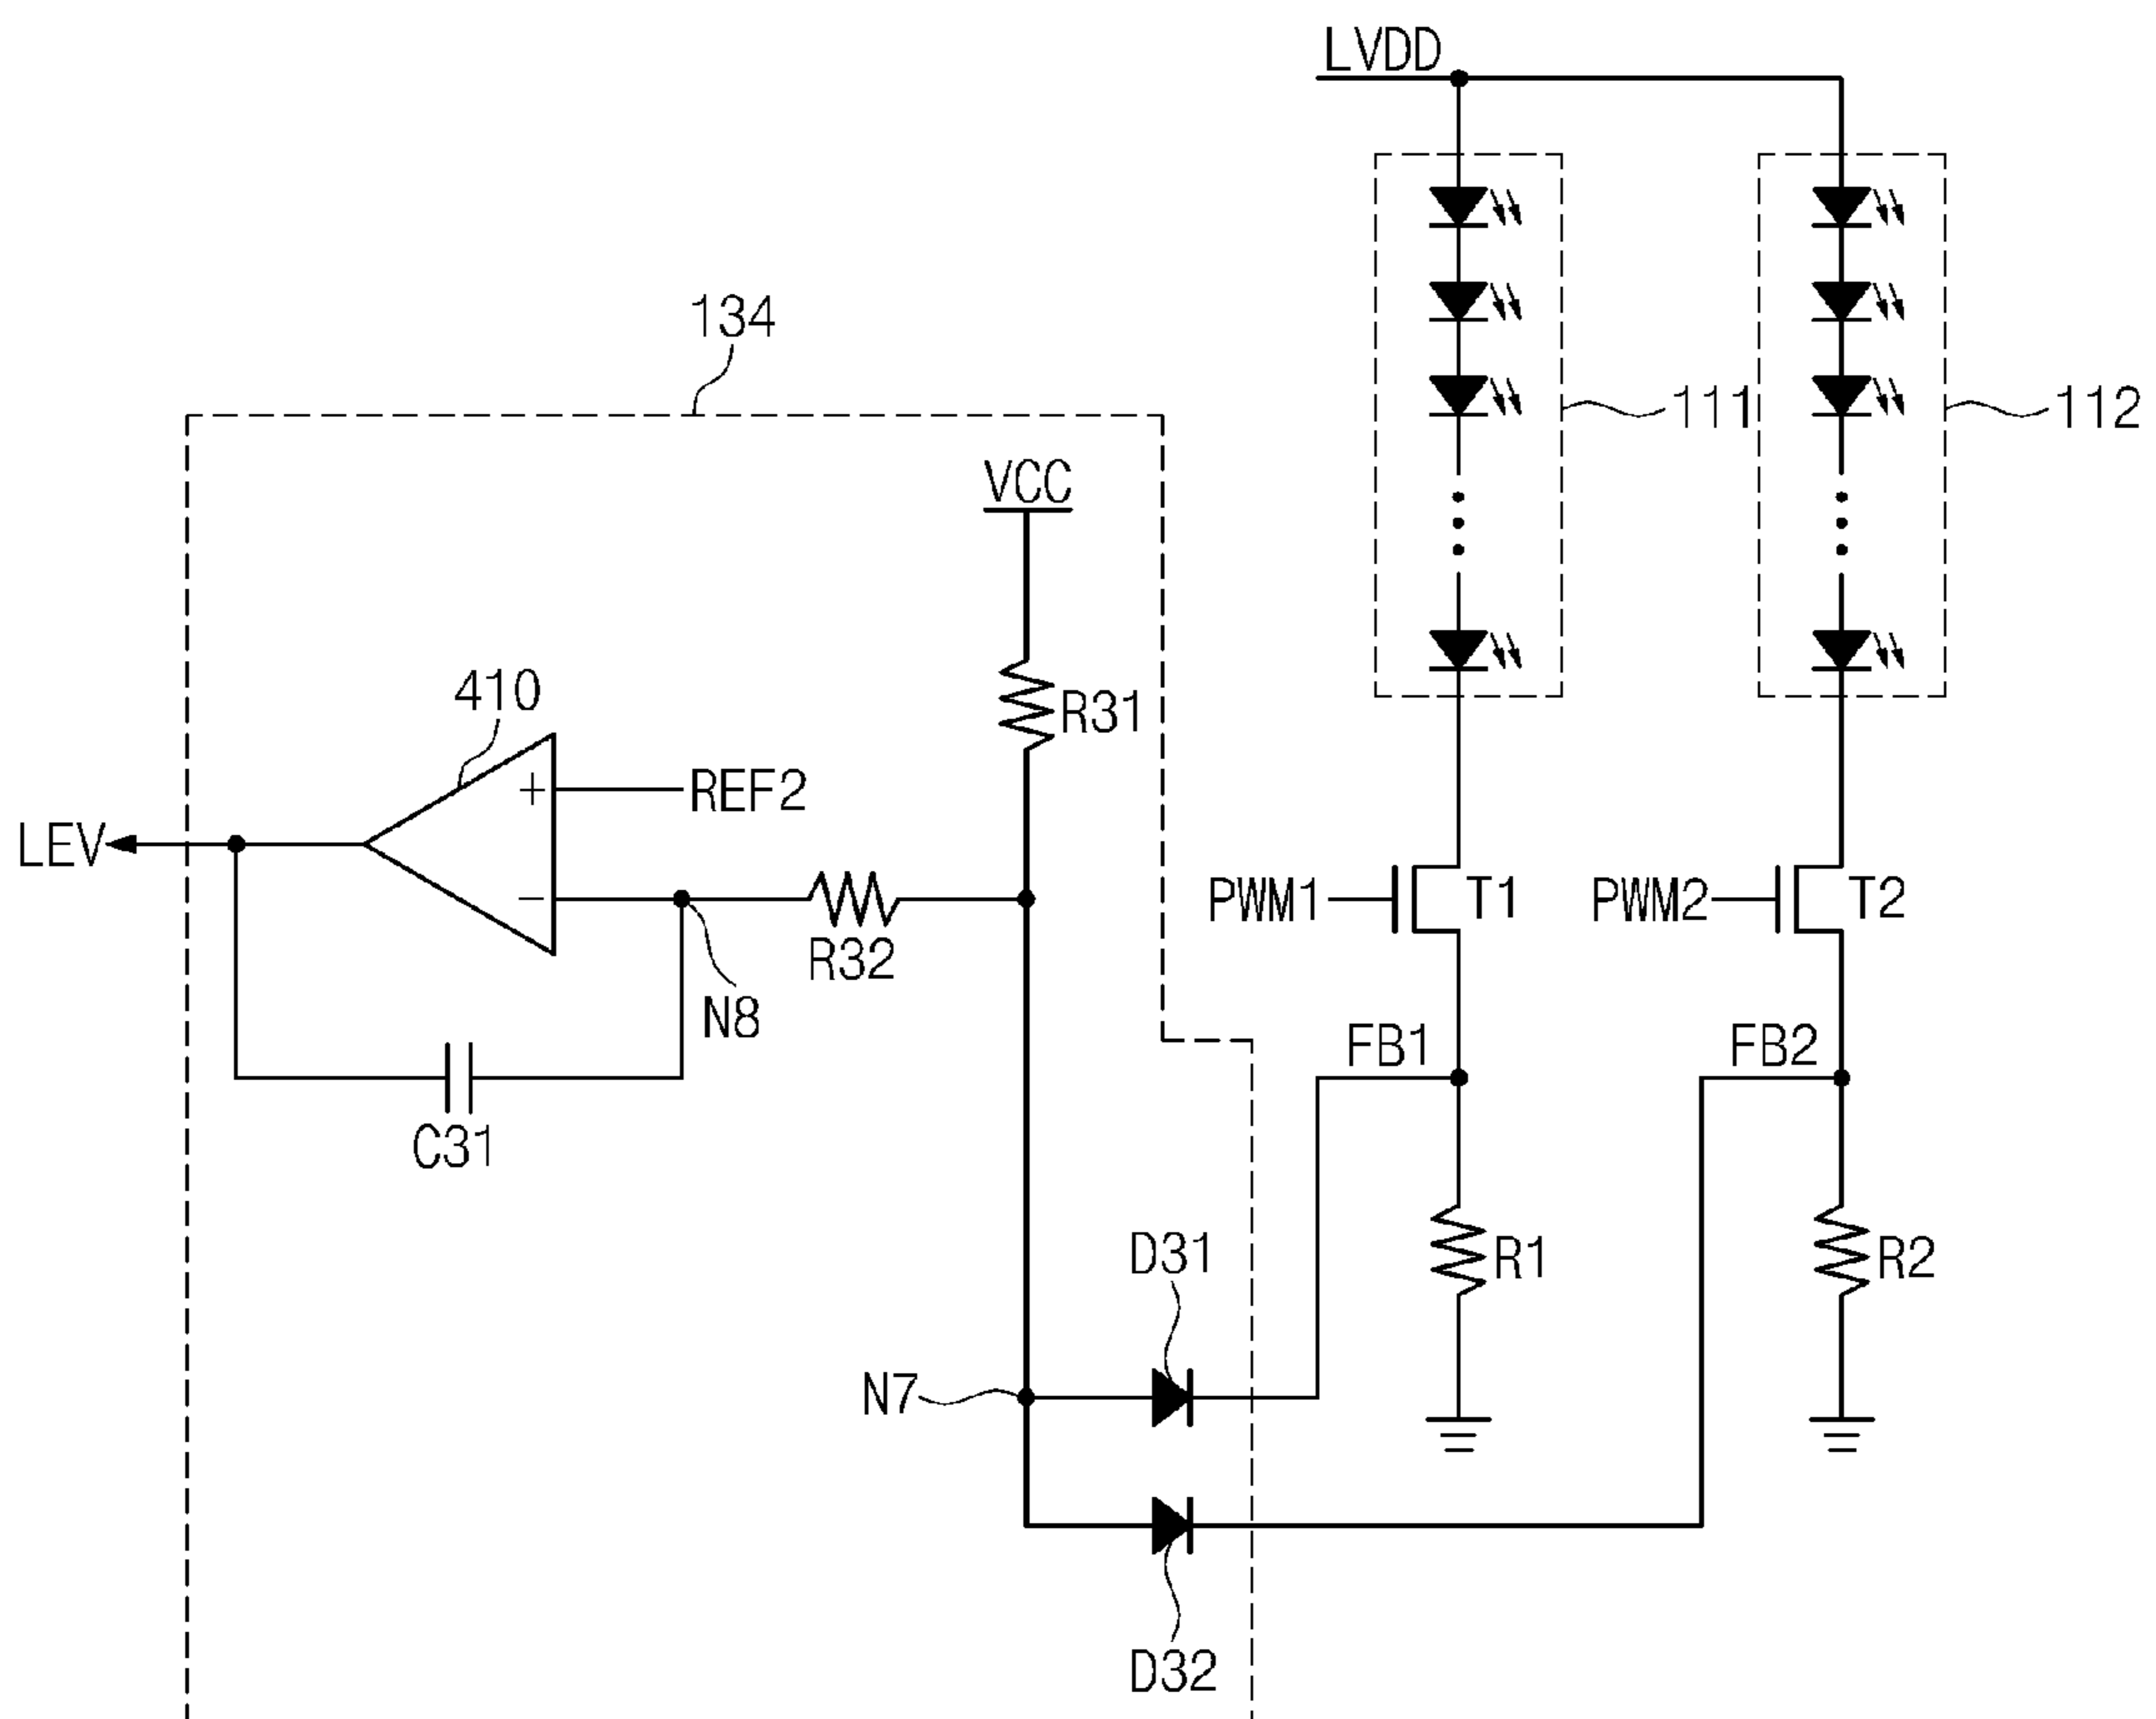 LVDD
134
111
112
VCC
410
R31
REF2
+
LEV
PWM1
T1
PWM2
T2
−
R32
N8
FB1
FB2
C31
D31
R1
R2
N7
D32